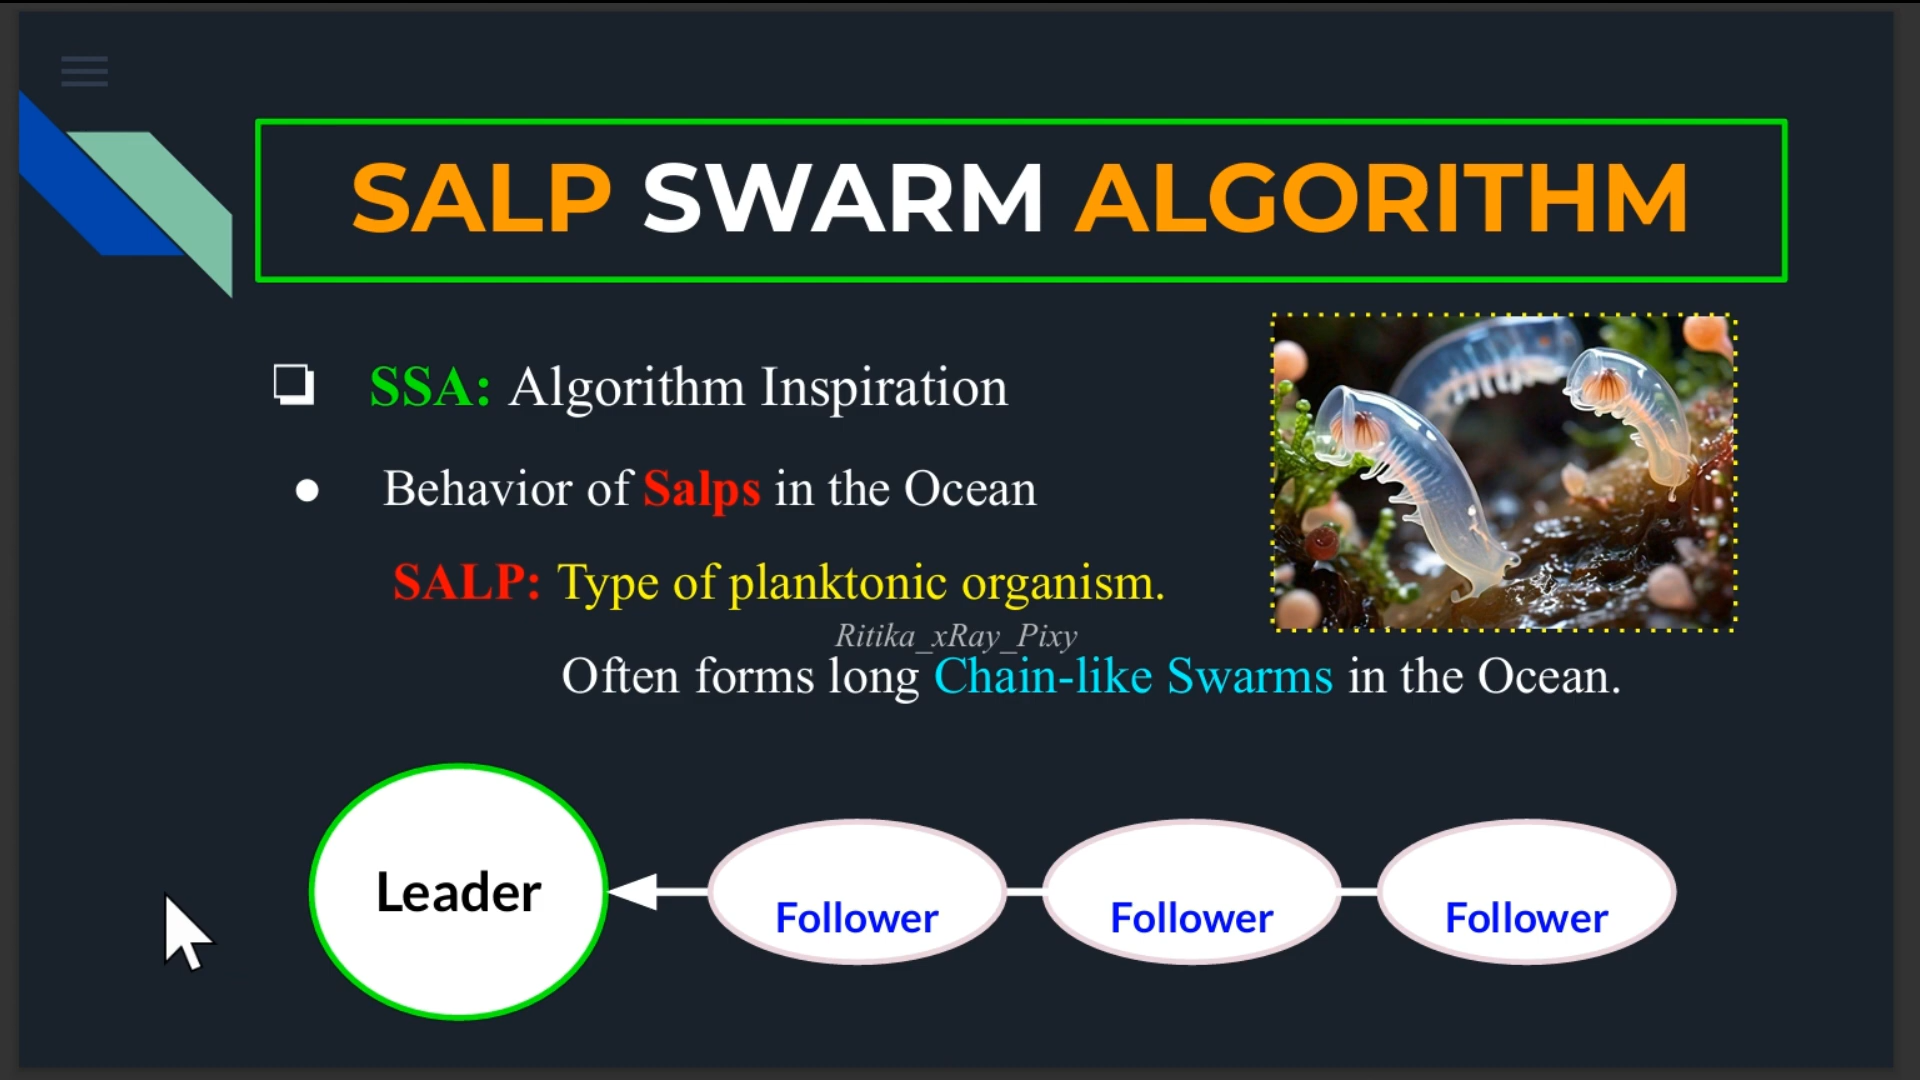 SALP SWARM ALGORITHM
SSA: Algorithm Inspiration
Behavior of Salps in the Ocean
SALP: Type of planktonic organism.
Ritika_xRay_Pixy
Often forms long Chain-like Swarms in the Ocean.
Leader
Follower
Follower
Follower